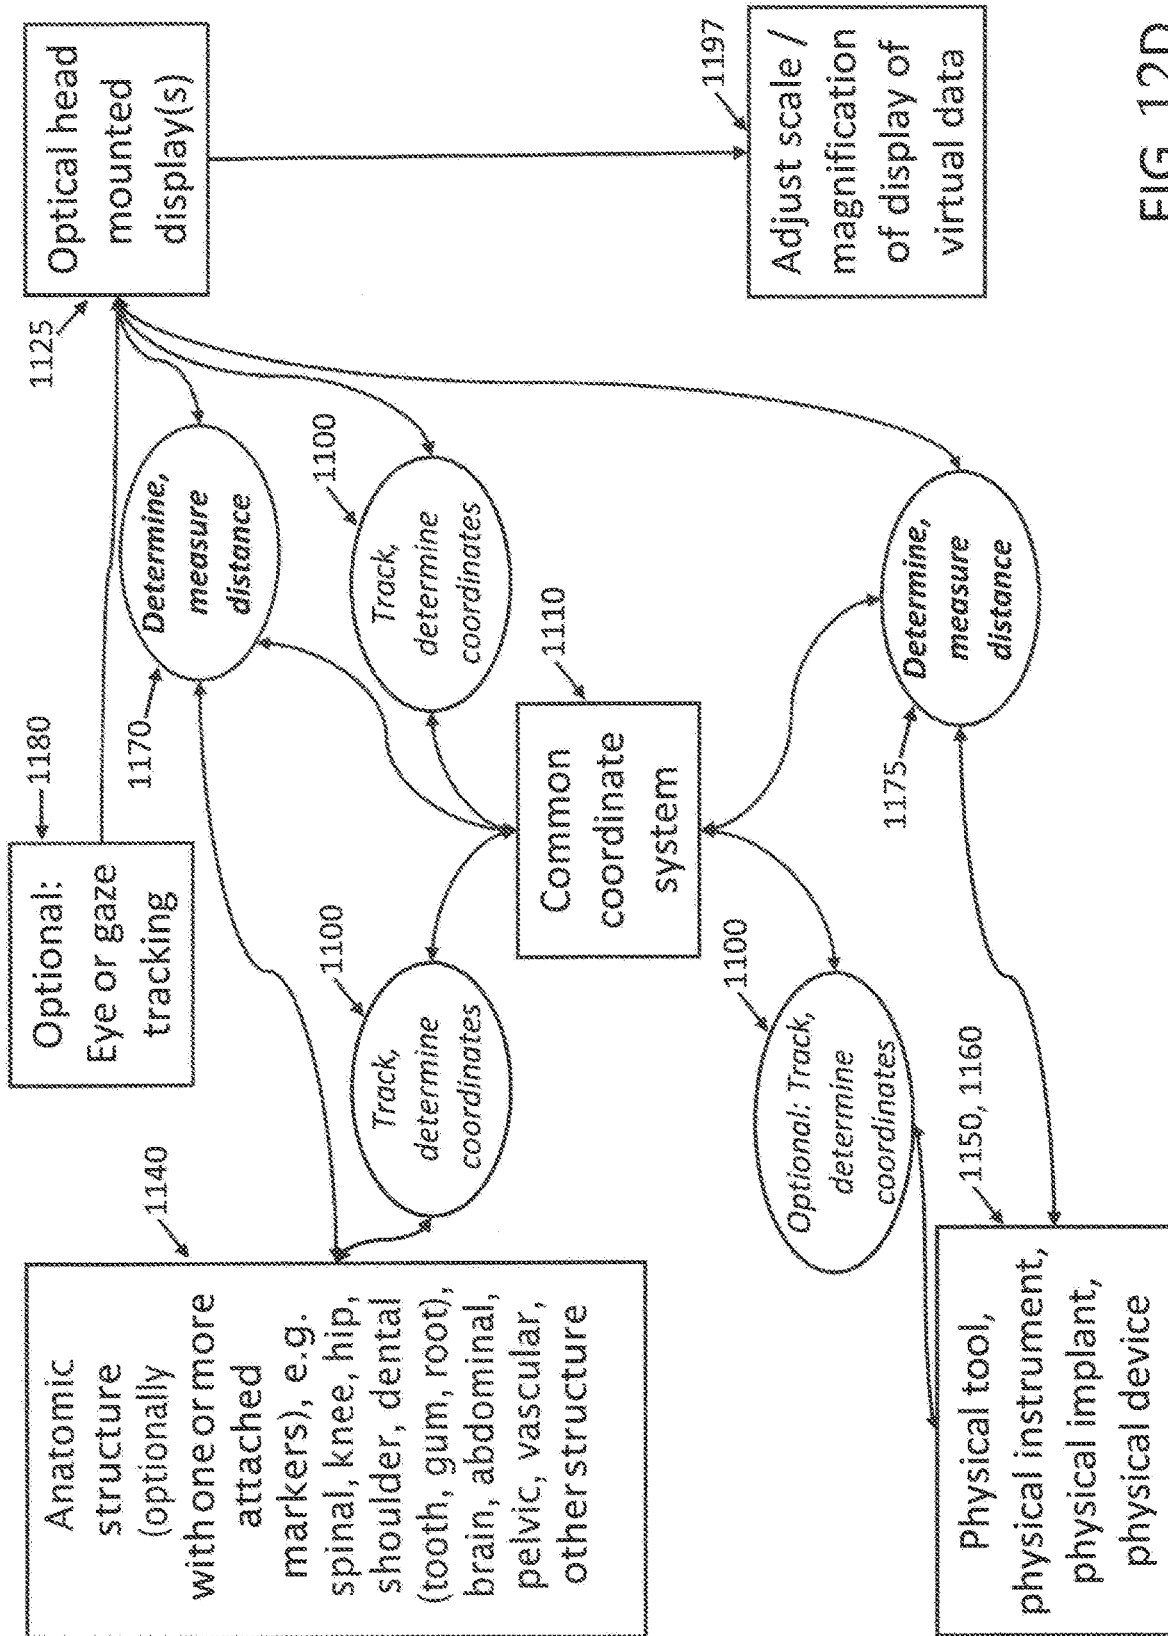 Anatomic
structure
(optionally
with one or more
attached
markers), e.g.
spinal, knee, hip,
shoulder, dental
(tooth, gum, root),
brain, abdominal,
pelvic, vascular,
other structure
1140
Optional:
Eye or gaze
tracking
1180
Optical head
mounted
display(s)
1125
Determine,
measure
distance
1170
Track,
determine
coordinates
1100
Track,
determine
coordinates
1100
Common
coordinate
system
1110
Optional: Track,
determine
coordinates
1100
Determine,
measure
distance
1175
Physical tool,
physical instrument,
physical implant,
physical device
1150, 1160
Adjust scale /
magnification
of display of
virtual data
1197
FIG. 12D